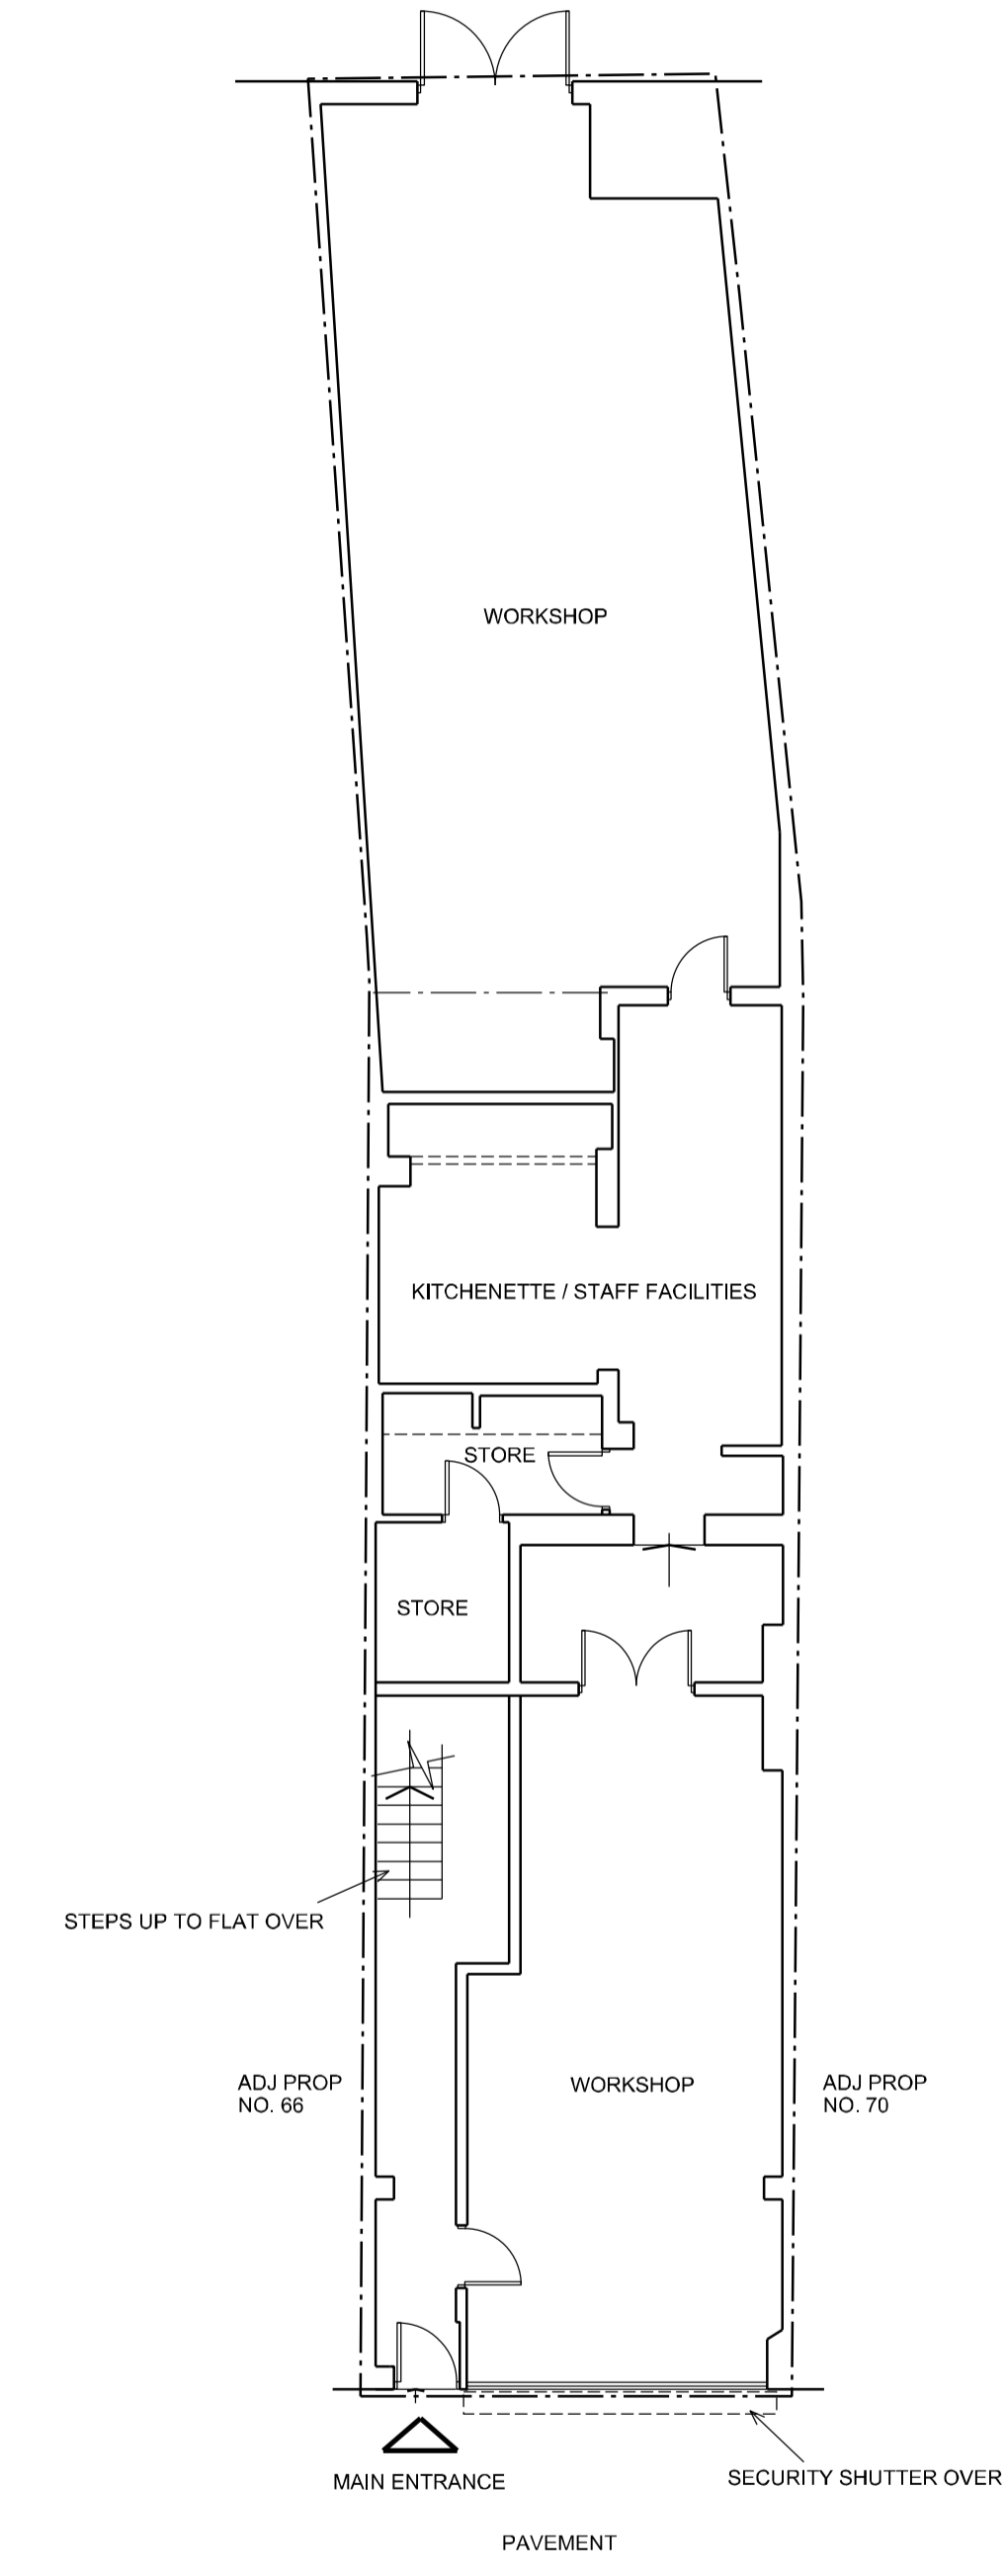 WORKSHOP
KITCHENETTE / STAFF FACILITIES
STORE
STORE
STEPS UP TO FLAT OVER
ADJ PROP
NO. 66
WORKSHOP
ADJ PROP
NO. 70
MAIN ENTRANCE
SECURITY SHUTTER OVER
PAVEMENT